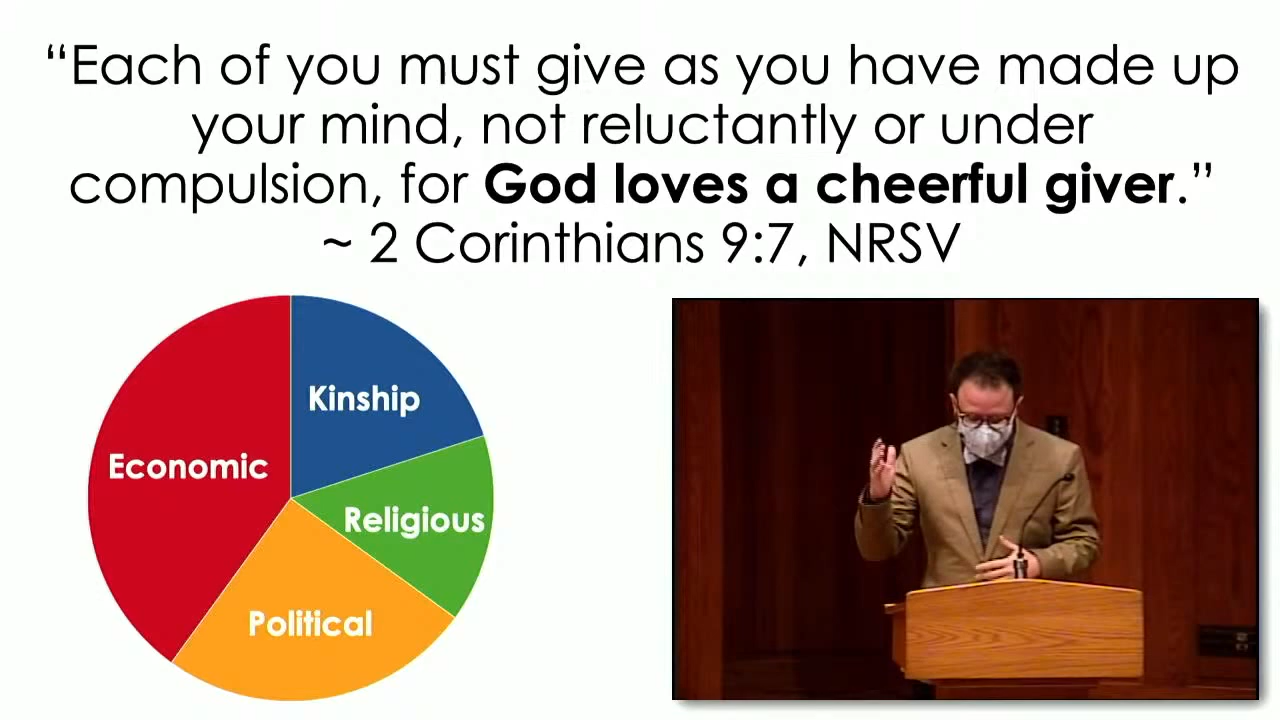 “Each of you must give as you have made up
your mind, not reluctantly or under
compulsion, for God loves a cheerful giver.”
~ 2 Corinthians 9:7, NRSV
Kinship
Economic
Religious
Political